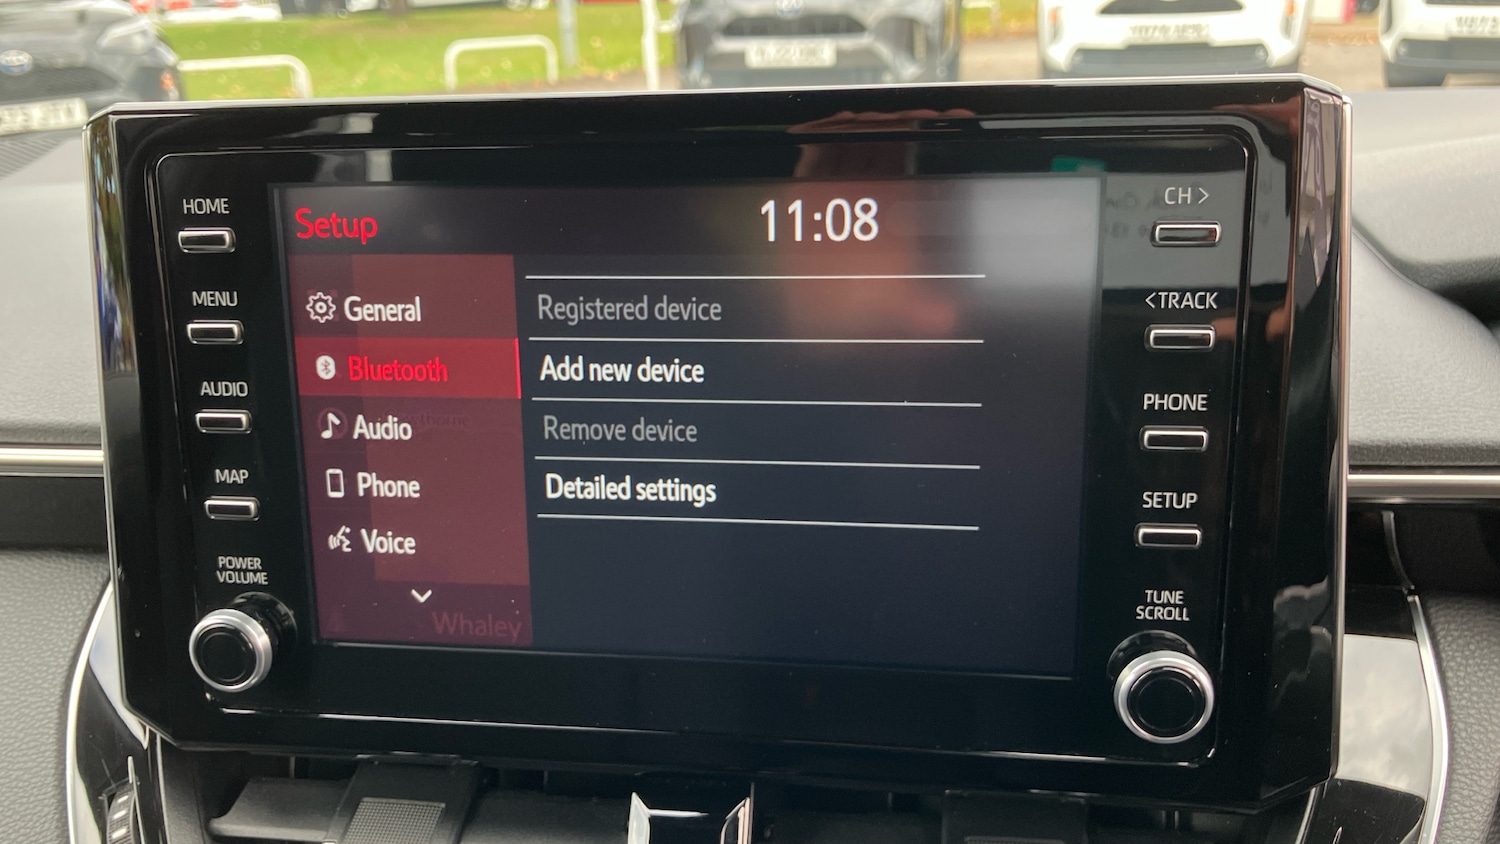 HOME
MENU
AUDIO
MAP
POWER
VOLUME
Setup
11:08
General
Bluetooth
Audio
Phone
Voice
Whaley
Registered device
Add new device
Remove device
Detailed settings
CH>
<TRACK
PHONE
SETUP
TUNE
SCROLL